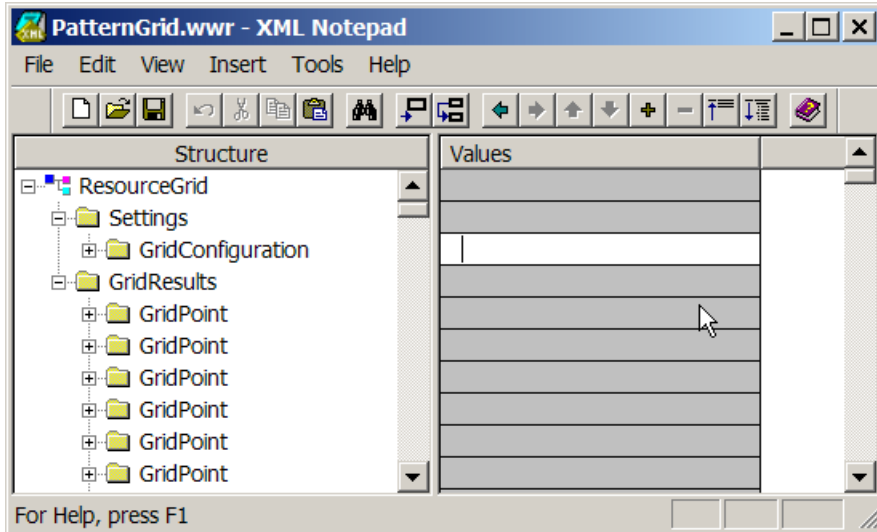 PatternGrid.wwr - XML Notepad
File Edit View Insert Tools Help
Structure Values
ResourceGrid
Settings
GridConfiguration
GridResults
GridPoint
GridPoint
GridPoint
GridPoint
GridPoint
GridPoint
For Help, press F1